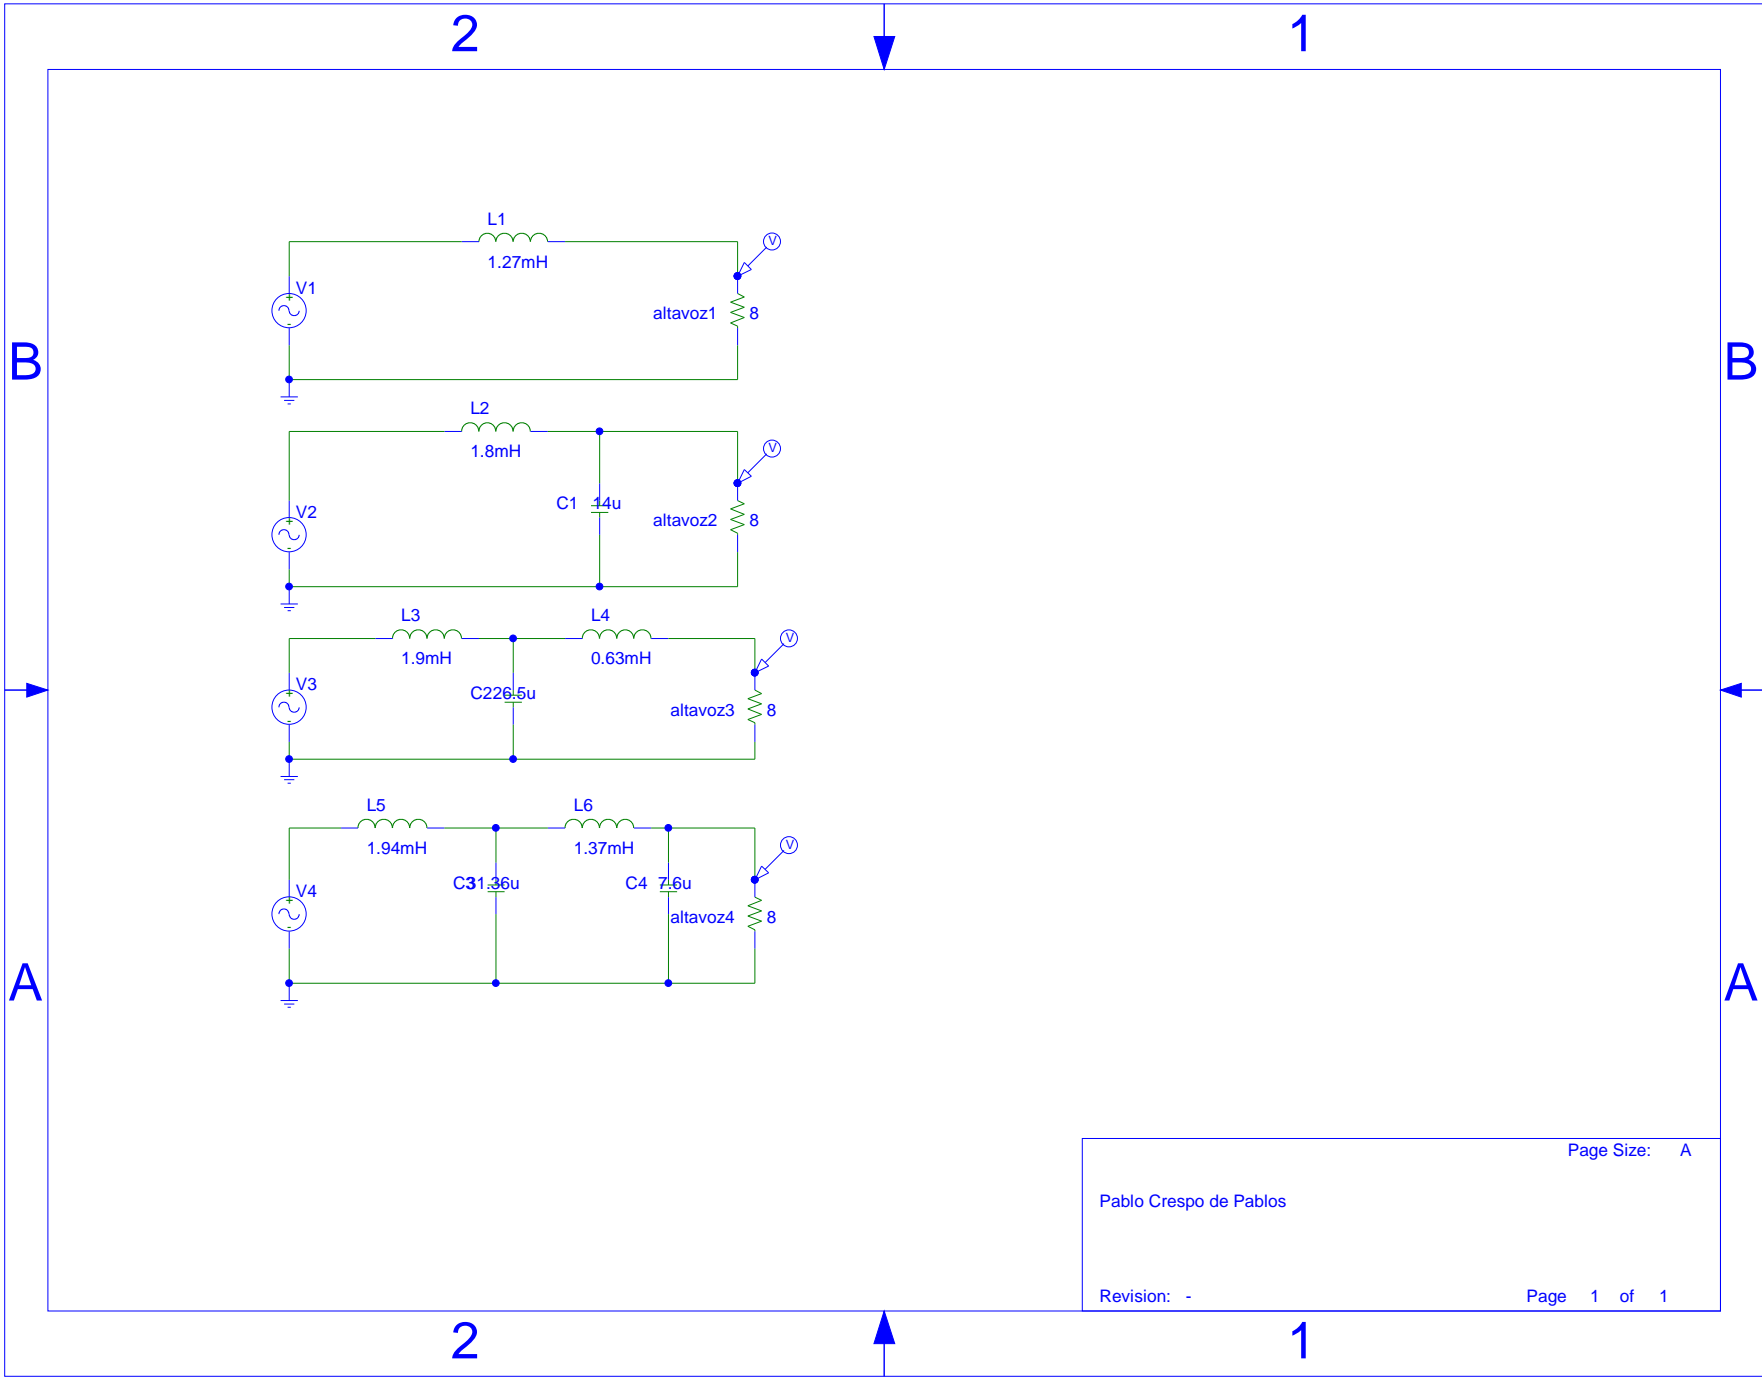 2 1
L1
1.27mH
V
V1
altavoz1 8
B B
L2
1.8mH
V
C1 14u
V2
altavoz2 8
L3 L4
1.9mH 0.63mH
V
V3
C2 26.5u
altavoz3 8
L5 L6
1.94mH 1.37mH
V
C3 31.36u C4 7.6u
V4
altavoz4 8
A A
Page Size: A
Pablo Crespo de Pablos
Revision: - Page 1 of 1
2 1